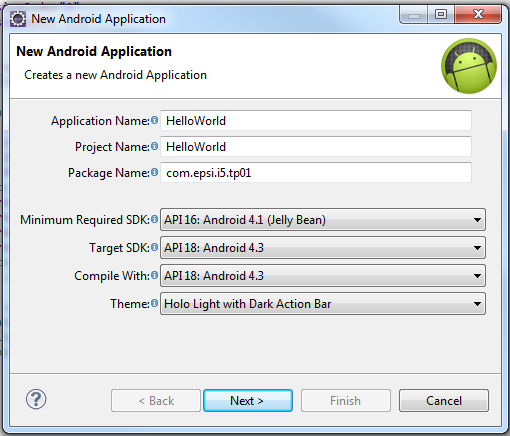 New Android Application
New Android Application
Creates a new Android Application
Application Name: HelloWorld
Project Name: HelloWorld
Package Name: com.epsi.i5.tp01
Minimum Required SDK: API 16: Android 4.1 (Jelly Bean)
Target SDK: API 18: Android 4.3
Compile With: API 18: Android 4.3
Theme: Holo Light with Dark Action Bar
? < Back Next > Finish Cancel